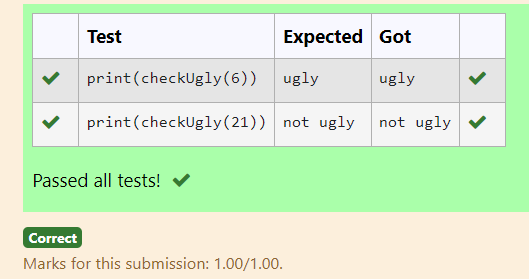 Test Expected Got
print(checkUgly(6)) ugly ugly
print(checkUgly(21)) not ugly not ugly
Passed all tests!
Correct
Marks for this submission: 1.00/1.00.